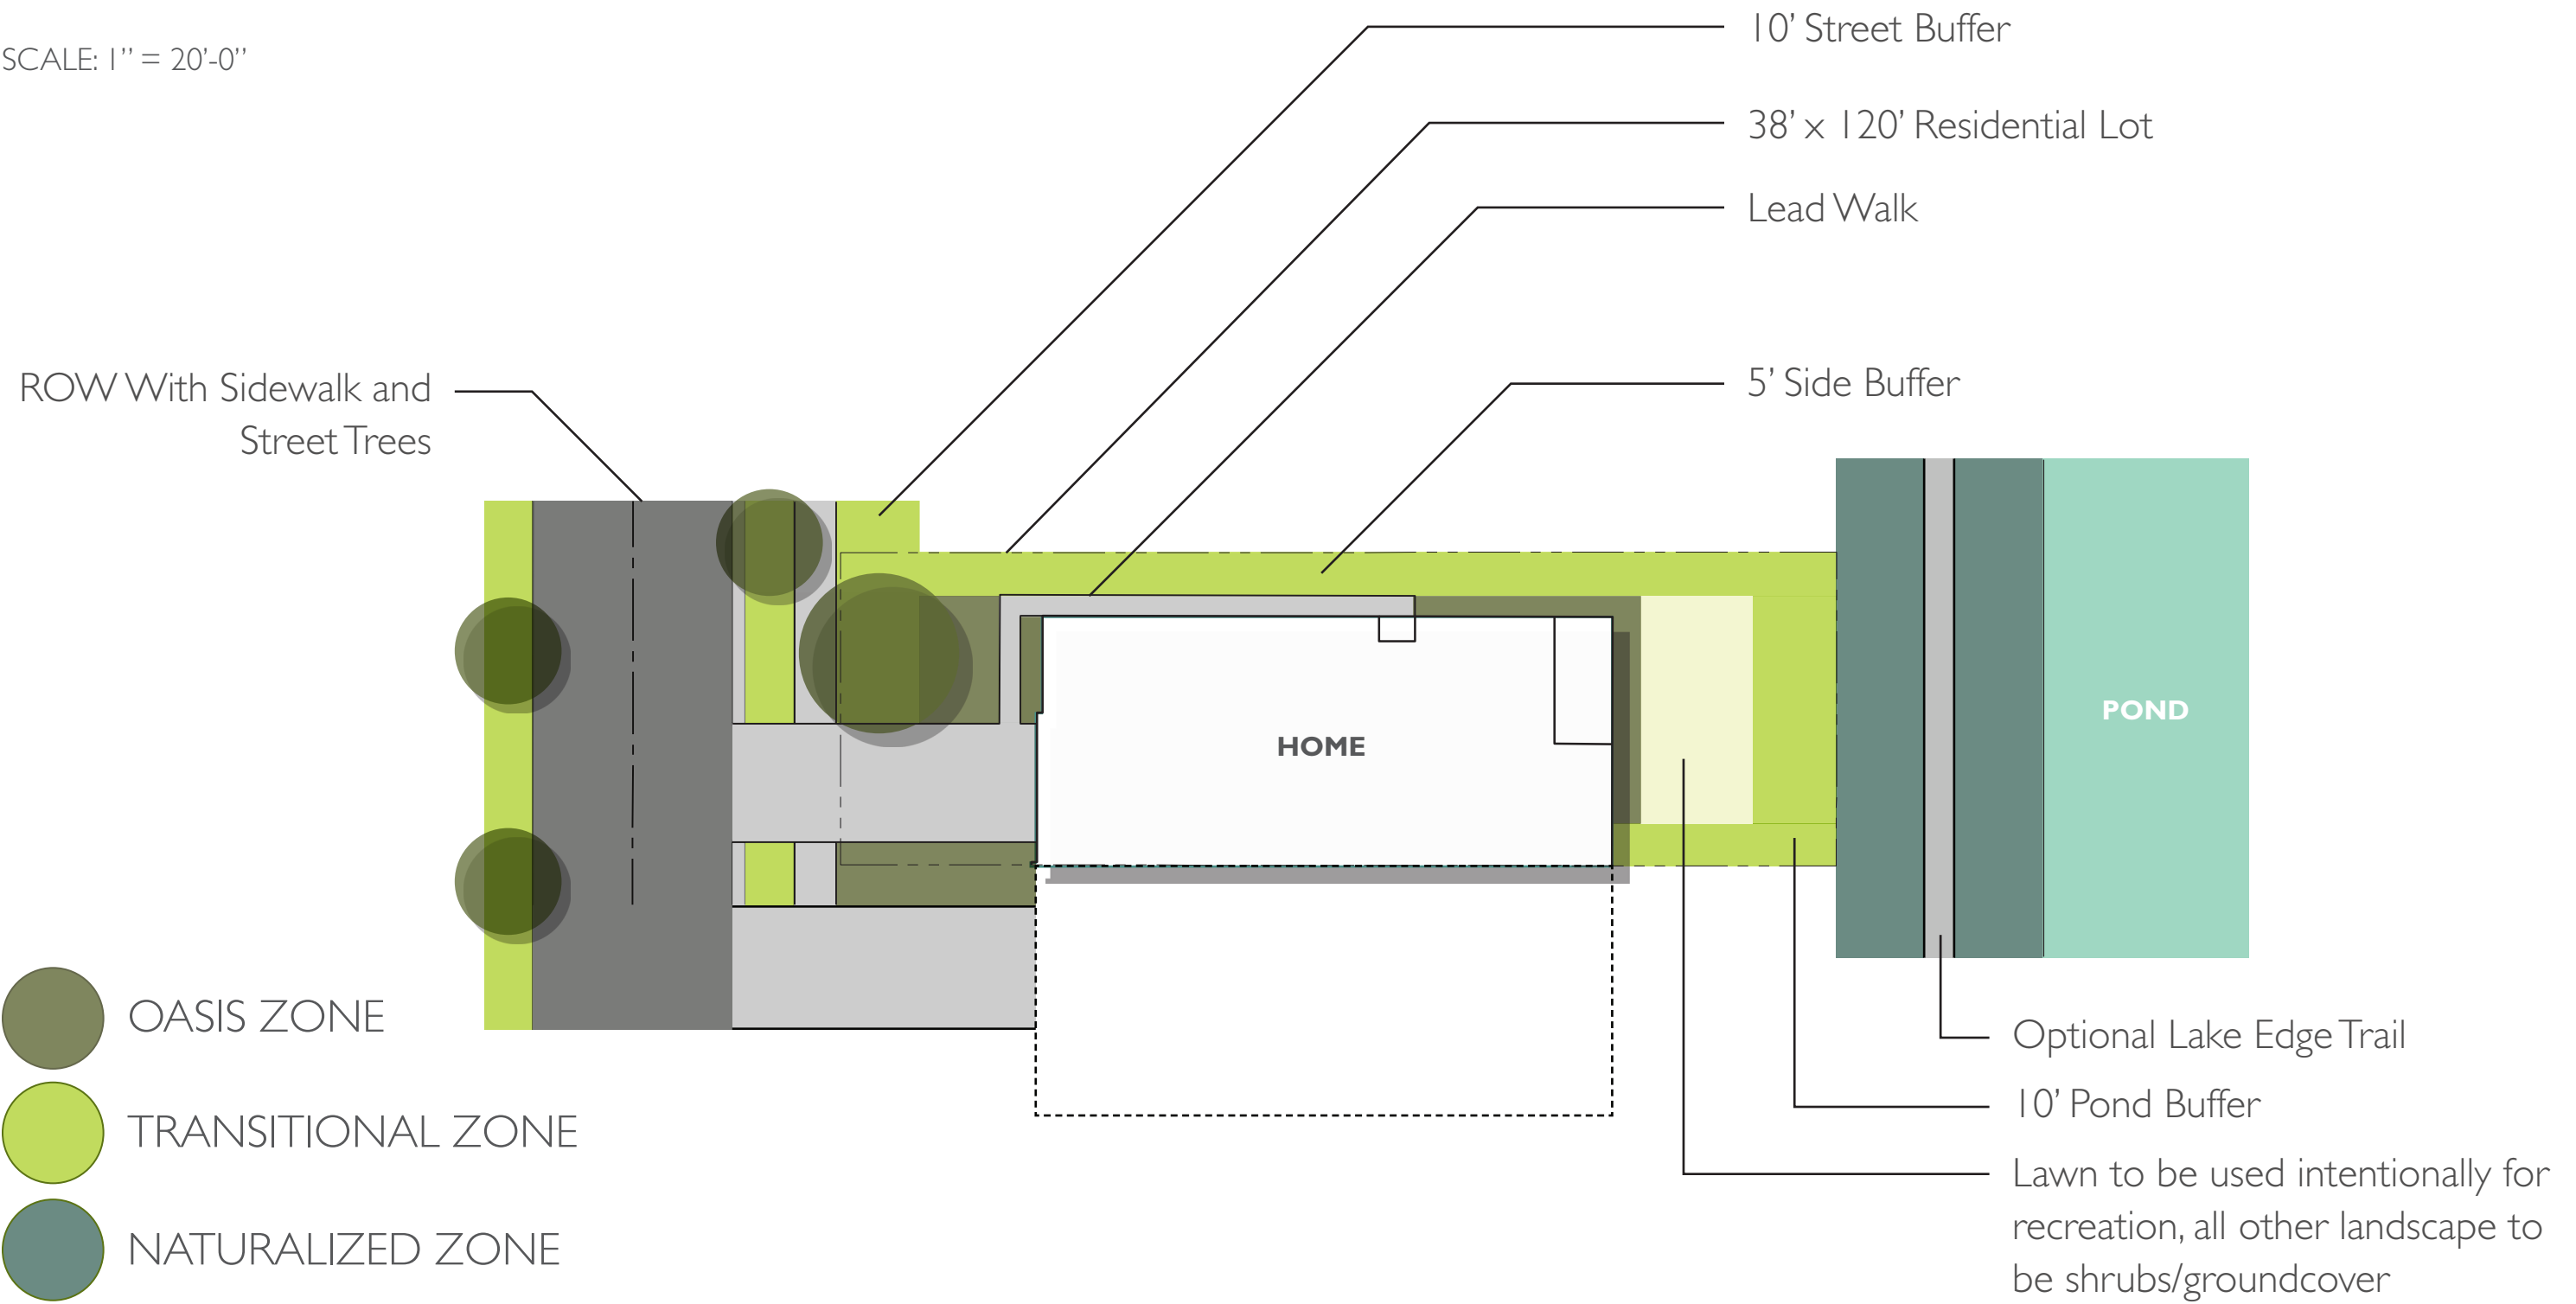 SCALE: 1'' = 20'-0''
10’ Street Buffer
38’ x 120’ Residential Lot
Lead Walk
ROW With Sidewalk and
Street Trees
5’ Side Buffer
POND
HOME
OASIS ZONE
TRANSITIONAL ZONE
NATURALIZED ZONE
Optional Lake Edge Trail
10’ Pond Buffer
Lawn to be used intentionally for
recreation, all other landscape to
be shrubs/groundcover